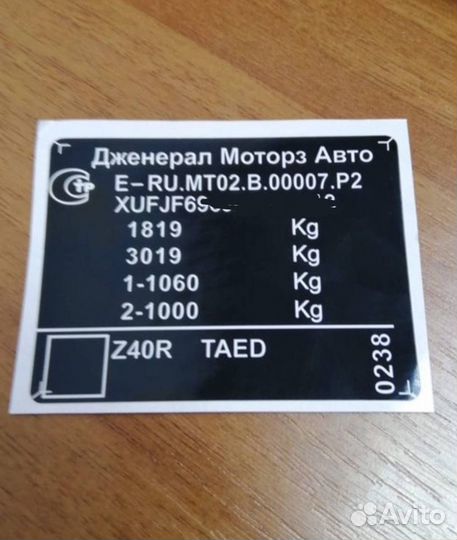 Дженерал Моторз Авто
E-RU.MT02.B.00007.P2
1819 Kg
3019 Kg
1-1060 Kg
2-1000 Kg
Z40R TAED
0238
Avito